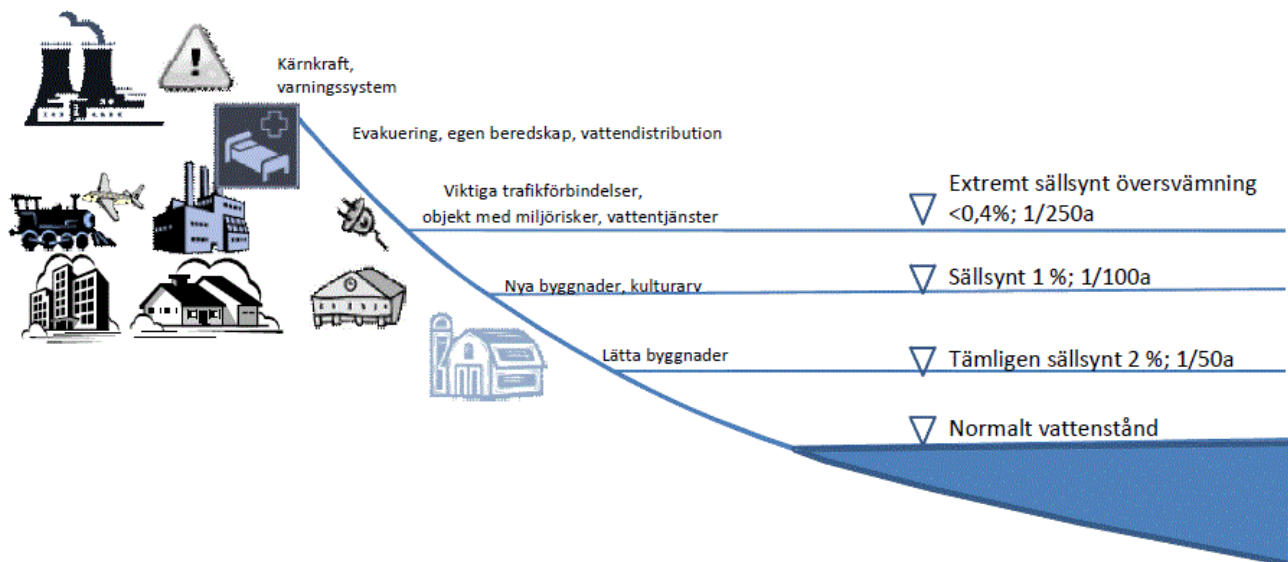 Kärnkraft,
varningssystem
Evakuering, egen beredskap, vattendistribution
Viktiga trafikförbindelser,
objekt med miljörisker, vattentjänster
Extremt sällsynt översvämning
<0,4%; 1/250a
Nya byggnader, kulturarv
Sällsynt 1 %; 1/100a
Lätta byggnader
Tämligen sällsynt 2 %; 1/50a
Normalt vattenstånd